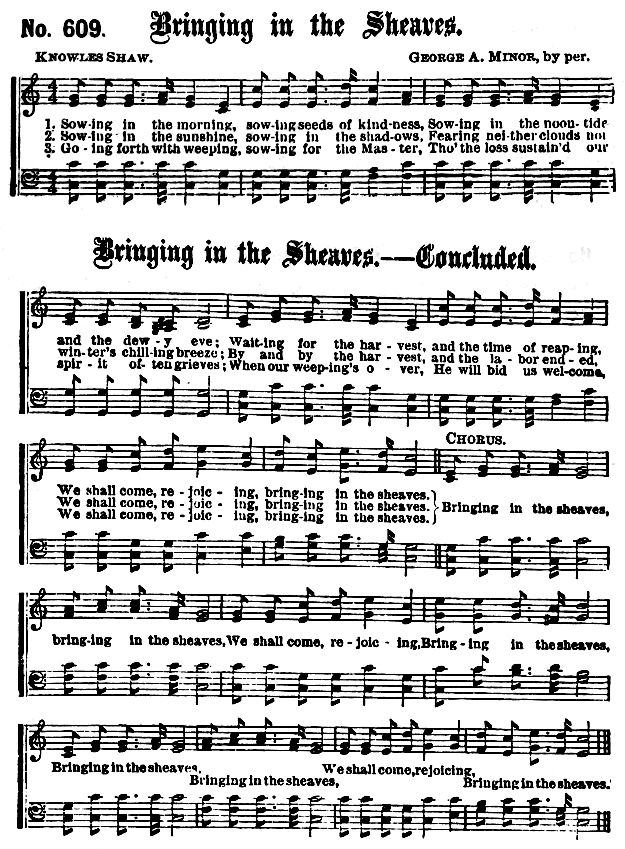 No. 609. Bringing in the Sheaves.
KNOWLES SHAW. GEORGE A. MINOR, by per.
1. Sow-ing in the morning, sow-ing seeds of kind-ness, Sow-ing in the noon-tide
2. Sow-ing in the sunshine, sow-ing in the shad-ows, Fearing nei-ther clouds nor
3. Go-ing forth with weeping, sow-ing for the Mas-ter, Tho' the loss sustain'd our
Bringing in the Sheaves.—Concluded.
and the dew-y eve; Wait-ing for the har-vest, and the time of reap-ing,
win-ter's chill-ing breeze; By and by the har-vest, and the la-bor end-ed,
spir-it of-ten grieves; When our weep-ing's o-ver, He will bid us wel-come,
CHORUS.
We shall come, re-joic-ing, bring-ing in the sheaves.
We shall come, re-joic-ing, bring-ing in the sheaves. Bringing in the sheaves,
We shall come, re-joic-ing, bring-ing in the sheaves.
bring-ing in the sheaves, We shall come, re-joic-ing, Bring-ing in the sheaves,
Bringing in the sheaves, We shall come, rejoicing,
Bringing in the sheaves, Bringing in the sheaves.